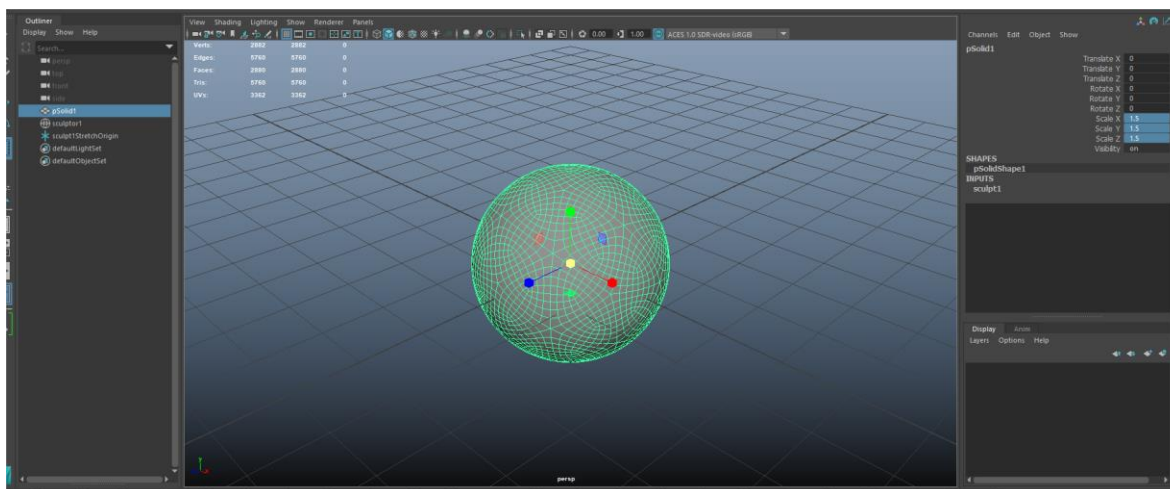 Outliner
Display Show Help
Search...
persp
top
front
side
pSolid1
sculptor1
sculpt1StretchOrigin
defaultLightSet
defaultObjectSet
View Shading Lighting Show Renderer Panels
0.00 1.00 ACES 1.0 SDR-video (sRGB)
Verts: 2882 2882 0
Edges: 5760 5760 0
Faces: 2880 2880 0
Tris: 5760 5760 0
UVs: 3362 3362 0
persp
Channels Edit Object Show
pSolid1
Translate X 0
Translate Y 0
Translate Z 0
Rotate X 0
Rotate Y 0
Rotate Z 0
Scale X 1.5
Scale Y 1.5
Scale Z 1.5
Visibility on
SHAPES
pSolidShape1
INPUTS
sculpt1
Display Anim
Layers Options Help